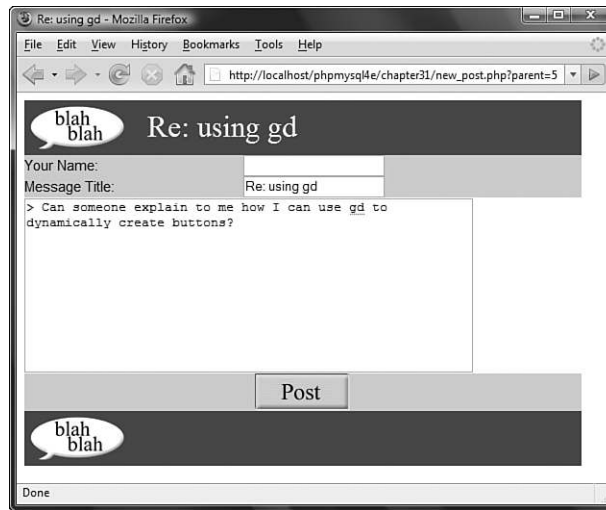 Re: using gd - Mozilla Firefox
File Edit View History Bookmarks Tools Help
http://localhost/phpmysql4e/chapter31/new_post.php?parent=5
blah
blah
Re: using gd
Your Name:
Message Title: Re: using gd
> Can someone explain to me how I can use gd to
dynamically create buttons?
Post
blah
blah
Done